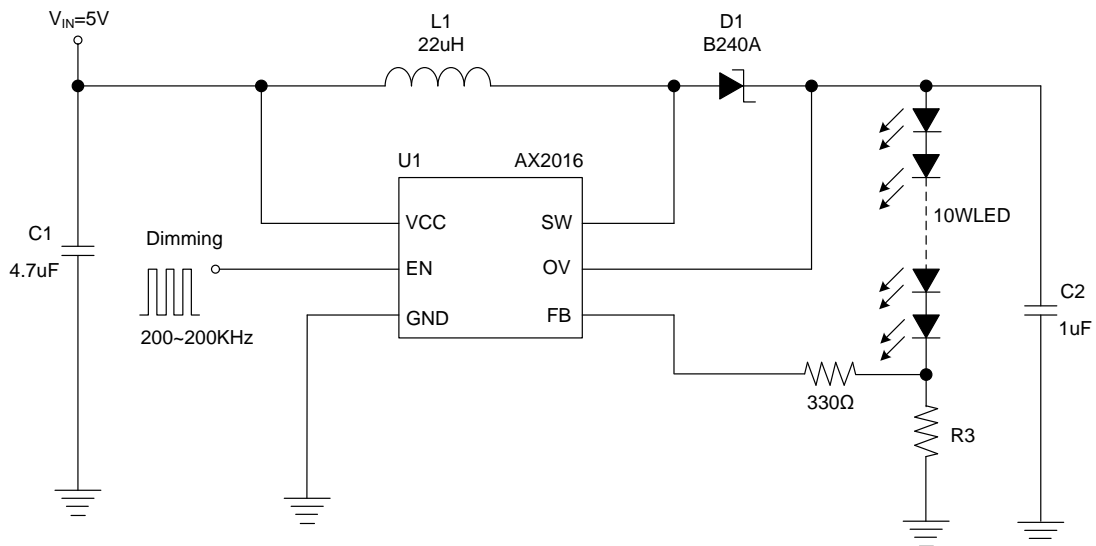 VIN=5V
L1
22uH
D1
B240A
U1
AX2016
VCC
SW
10WLED
C1
4.7uF
Dimming
EN
OV
200~200KHz
GND
FB
C2
1uF
330Ω
R3